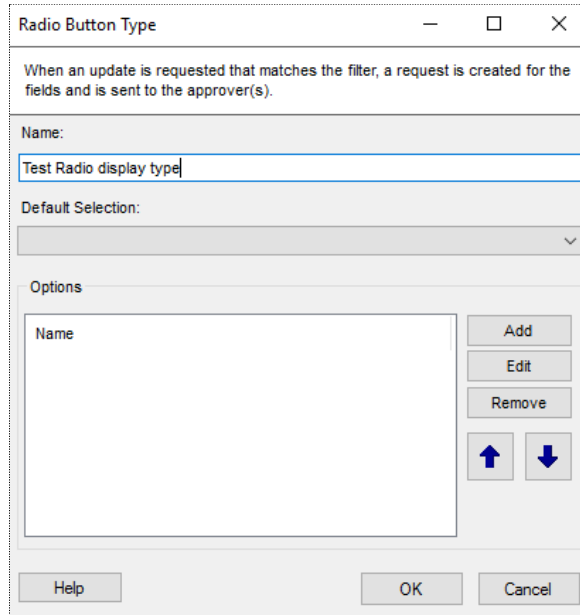 Radio Button Type
When an update is requested that matches the filter, a request is created for the
fields and is sent to the approver(s).
Name:
Test Radio display type
Default Selection:
Options
Name
Add
Edit
Remove
Help
OK
Cancel